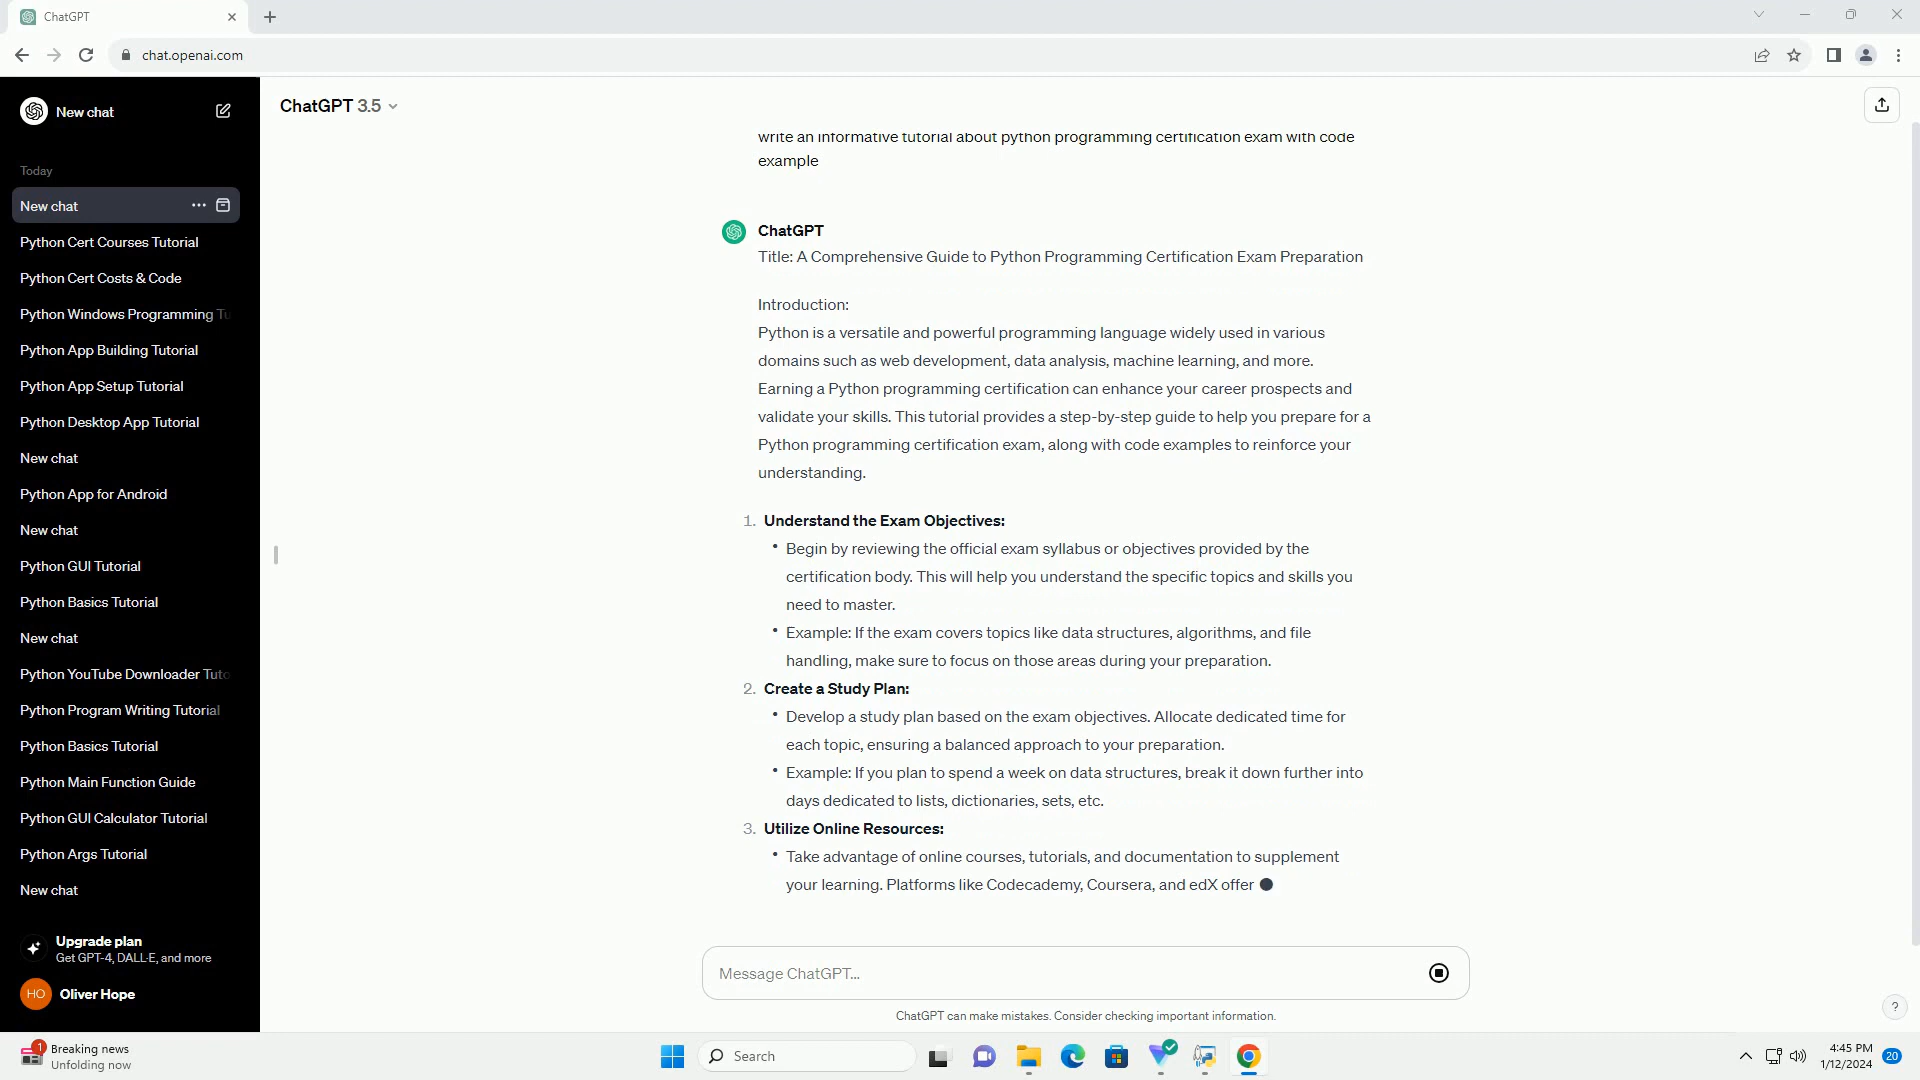 ChatGPT
chat.openai.com
New chat
Today
New chat
Python Cert Courses Tutorial
Python Cert Costs & Code
Python Windows Programming Tu
Python App Building Tutorial
Python App Setup Tutorial
Python Desktop App Tutorial
New chat
Python App for Android
New chat
Python GUI Tutorial
Python Basics Tutorial
New chat
Python YouTube Downloader Tuto
Python Program Writing Tutorial
Python Basics Tutorial
Python Main Function Guide
Python GUI Calculator Tutorial
Python Args Tutorial
New chat
Upgrade plan
Get GPT-4, DALL·E, and more
HO
Oliver Hope
ChatGPT 3.5
write an informative tutorial about python programming certification exam with code
example
ChatGPT
Title: A Comprehensive Guide to Python Programming Certification Exam Preparation
Introduction:
Python is a versatile and powerful programming language widely used in various
domains such as web development, data analysis, machine learning, and more.
Earning a Python programming certification can enhance your career prospects and
validate your skills. This tutorial provides a step-by-step guide to help you prepare for a
Python programming certification exam, along with code examples to reinforce your
understanding.
1. Understand the Exam Objectives:
• Begin by reviewing the official exam syllabus or objectives provided by the
certification body. This will help you understand the specific topics and skills you
need to master.
• Example: If the exam covers topics like data structures, algorithms, and file
handling, make sure to focus on those areas during your preparation.
2. Create a Study Plan:
• Develop a study plan based on the exam objectives. Allocate dedicated time for
each topic, ensuring a balanced approach to your preparation.
• Example: If you plan to spend a week on data structures, break it down further into
days dedicated to lists, dictionaries, sets, etc.
3. Utilize Online Resources:
• Take advantage of online courses, tutorials, and documentation to supplement
your learning. Platforms like Codecademy, Coursera, and edX offer
Message ChatGPT...
ChatGPT can make mistakes. Consider checking important information.
?
1
Breaking news
Unfolding now
Search
4:45 PM
1/12/2024
20